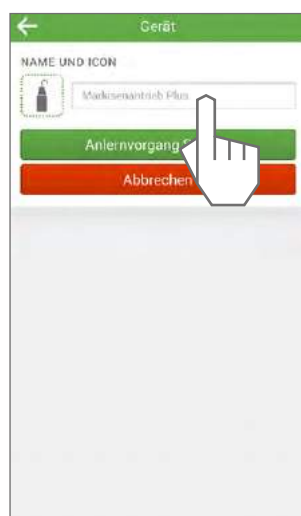 Gerät
NAME UND ICON
Markisenantrieb Plus
Anlernvorgang
Abbrechen